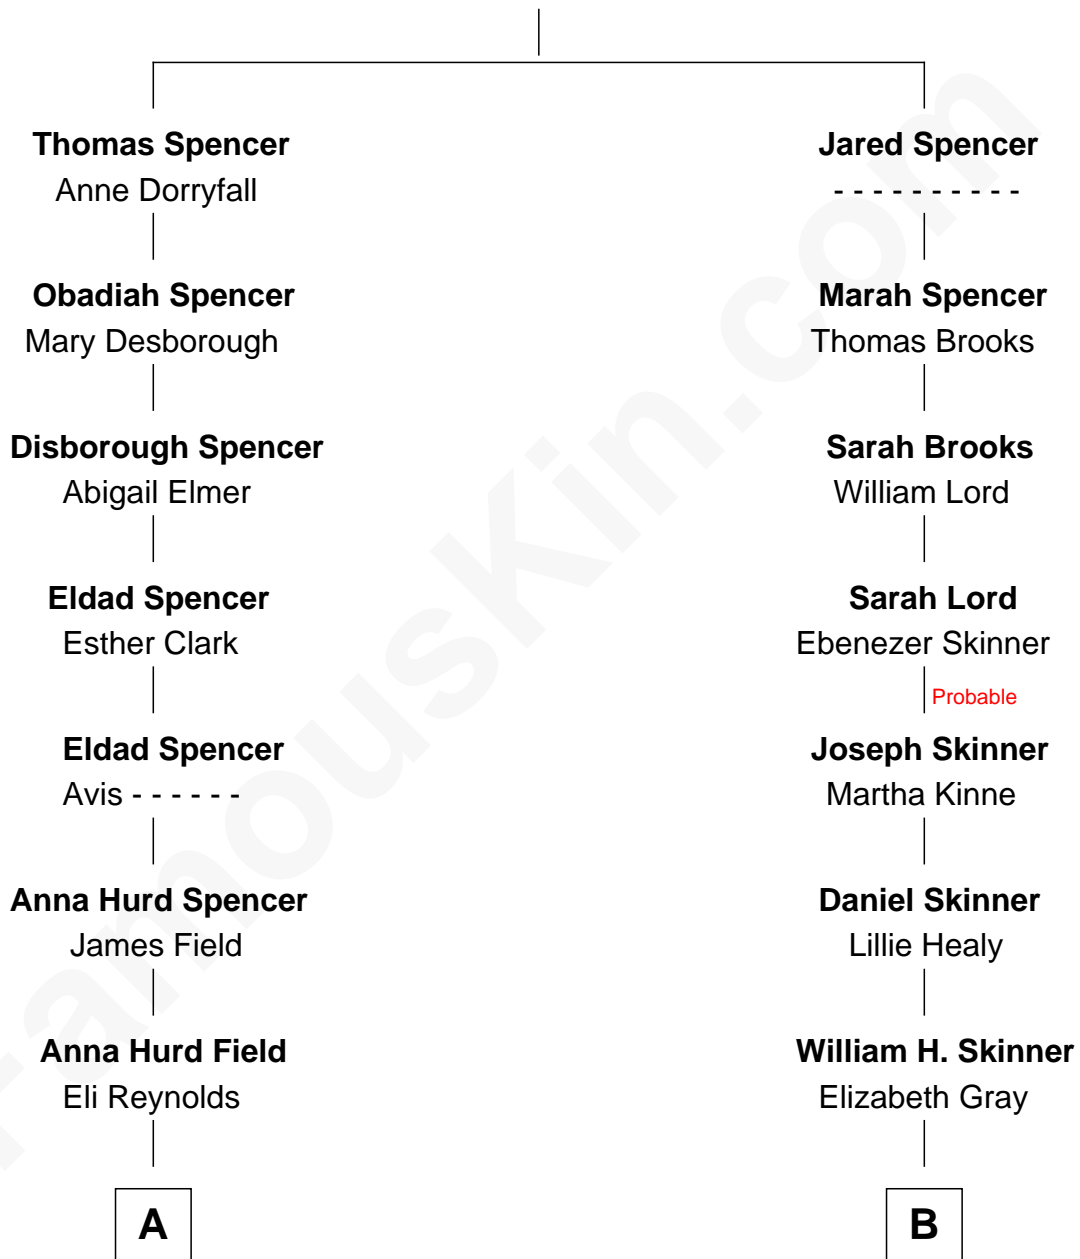 Thomas Spencer
Anne Dorryfall
Jared Spencer
- - - - - - - - - -
Obadiah Spencer
Mary Desborough
Marah Spencer
Thomas Brooks
Disborough Spencer
Abigail Elmer
Sarah Brooks
William Lord
Eldad Spencer
Esther Clark
Sarah Lord
Ebenezer Skinner
Probable
Eldad Spencer
Avis - - - - - -
Joseph Skinner
Martha Kinne
Anna Hurd Spencer
James Field
Daniel Skinner
Lillie Healy
Anna Hurd Field
Eli Reynolds
William H. Skinner
Elizabeth Gray
A
B
FamousKin.com